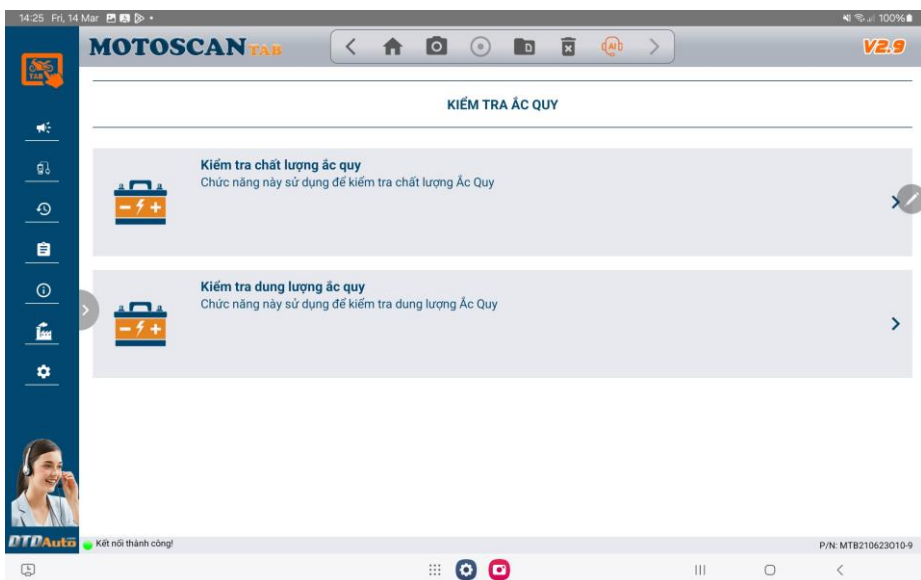 14:25 Fri, 14 Mar
100%
MOTOSCAN TAB
V2.9
TAB
D
AI
KIỂM TRA ẮC QUY
Kiểm tra chất lượng ắc quy
Chức năng này sử dụng để kiểm tra chất lượng Ắc Quy
Kiểm tra dung lượng ắc quy
Chức năng này sử dụng để kiểm tra dung lượng Ắc Quy
DTDAuto
Kết nối thành công!
P/N: MTB210623O10-9